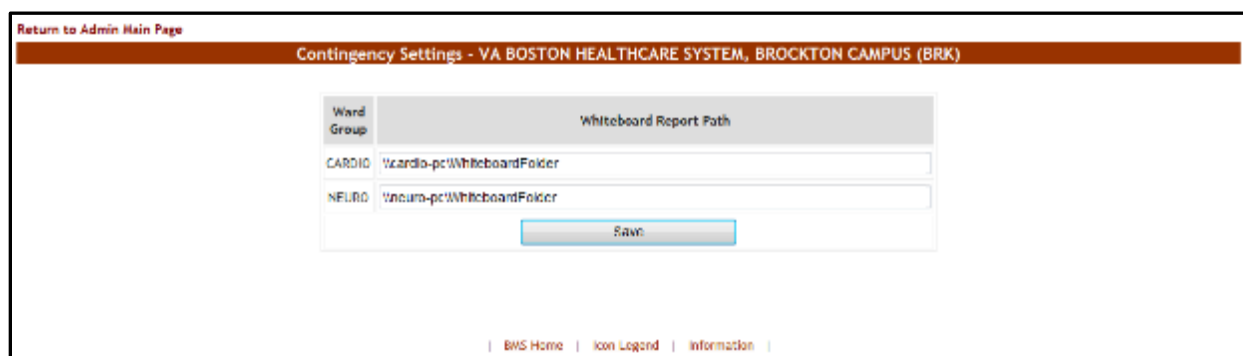 Return to Admin Main Page
Contingency Settings - VA BOSTON HEALTHCARE SYSTEM, BROCKTON CAMPUS (BRK)
Ward Group
Whiteboard Report Path
CARDIO \\cardio-pc\WhiteboardFolder
NEURO \\neuro-pc\WhiteboardFolder
Save
| BMS Home | Icon Legend | Information |